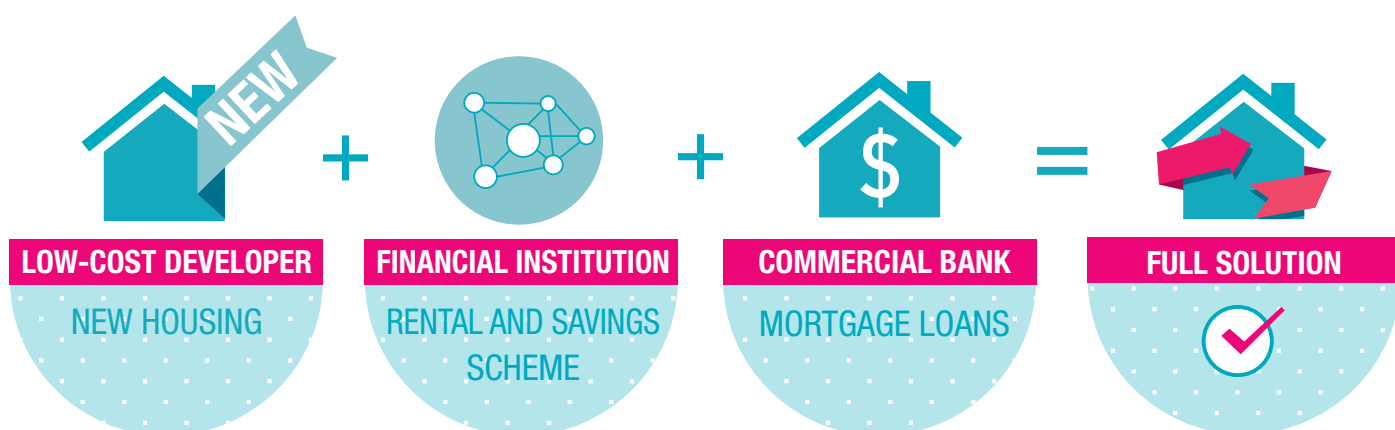 NEW
+
+
$
=
LOW-COST DEVELOPER
NEW HOUSING
FINANCIAL INSTITUTION
RENTAL AND SAVINGS
SCHEME
COMMERCIAL BANK
MORTGAGE LOANS
FULL SOLUTION